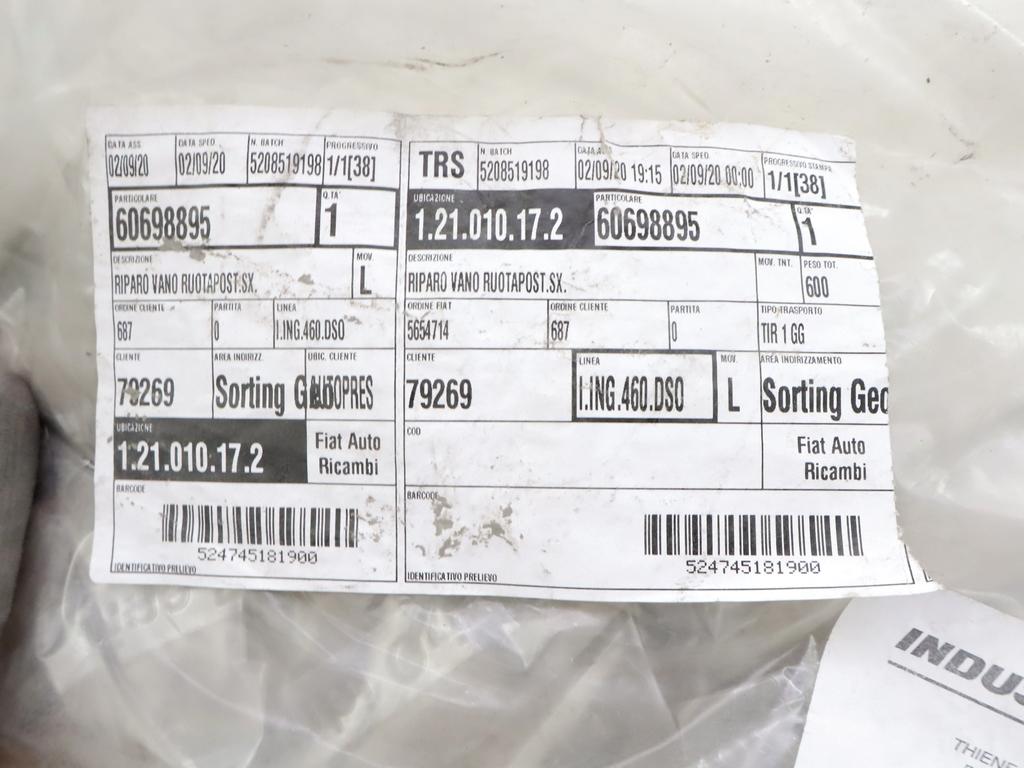 DATA ASS DATA SPED N. BATCH PROGRESSIVO
02/09/20 02/09/20 5208519198 1/1[38]
PARTICOLARE Q.TA'
60698895 1
DESCRIZIONE MOV.
RIPARO VANO RUOTAPOST.SX. L
ORDINE CLIENTE PARTITA LINEA
687 0 I.ING.460.DSO
CLIENTE AREA INDIRIZZ. UBIC. CLIENTE
79269 Sorting AUTOPRES
UBICAZIONE
1.21.010.17.2 Fiat Auto
Ricambi
BARCODE
524745181900
IDENTIFICATIVO PRELIEVO
TRS N. BATCH DATA ASS DATA SPED. PROGRESSIVO STAMPE
5208519198 02/09/20 19:15 02/09/20 00:00 1/1[38]
UBICAZIONE PARTICOLARE Q.TA'
1.21.010.17.2 60698895 1
DESCRIZIONE MOV. TNT. PESO TOT.
RIPARO VANO RUOTAPOST.SX. 600
ORDINE FIAT ORDINE CLIENTE PARTITA TIPO TRASPORTO
5654714 687 0 TIR 1 GG
CLIENTE LINEA MOV. AREA INDIRIZZAMENTO
79269 I.ING.460.DSO L Sorting Geo
COD
Fiat Auto
Ricambi
BARCODE
524745181900
IDENTIFICATIVO PRELIEVO
INDUS
THIENE